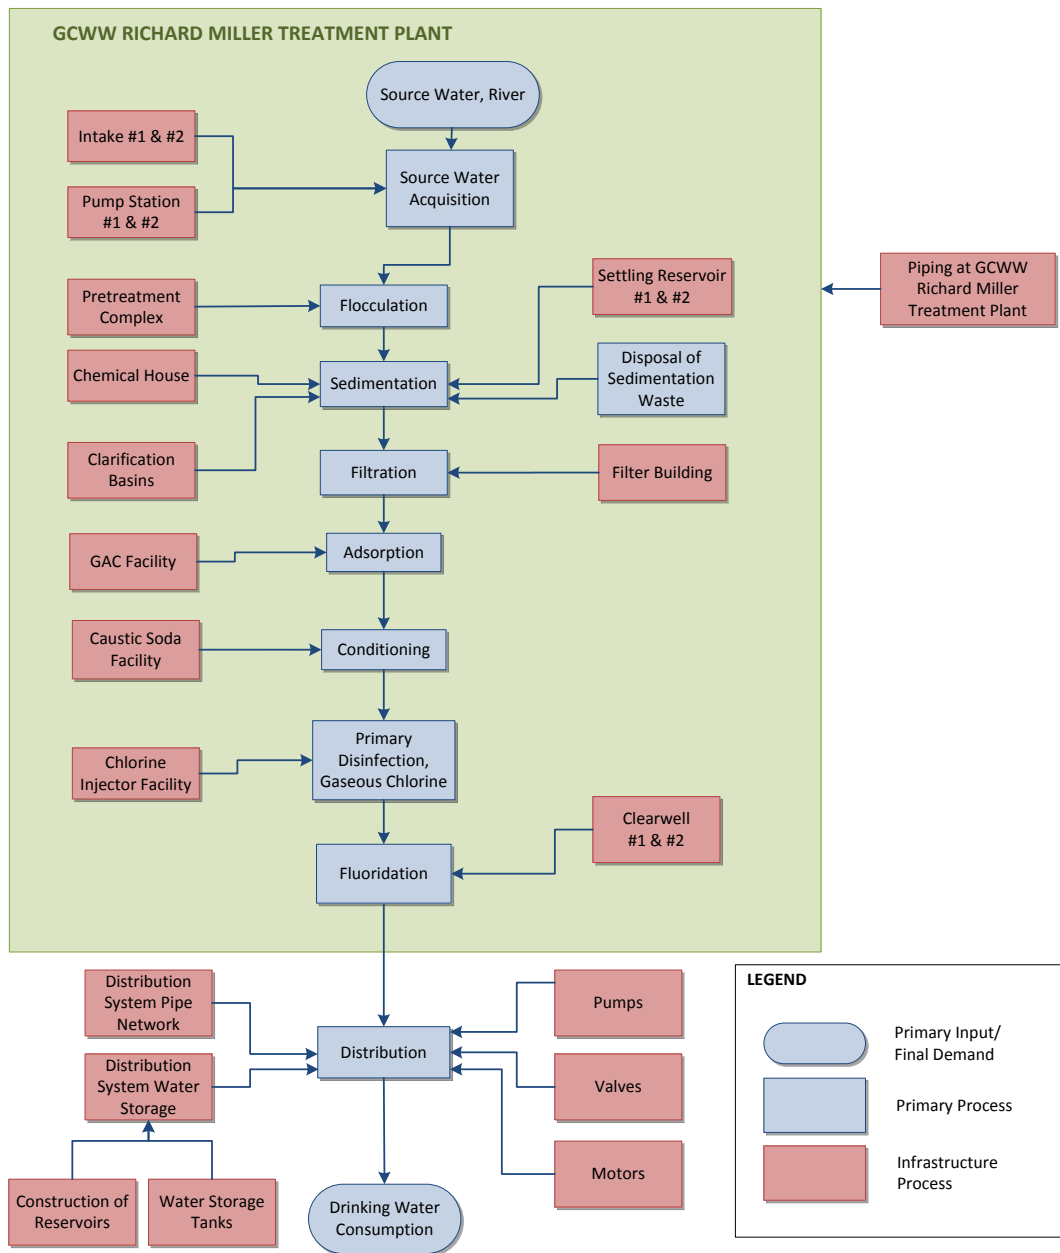 GCWW RICHARD MILLER TREATMENT PLANT
Source Water, River
Intake #1 & #2
Source Water
Acquisition
Pump Station
#1 & #2
Settling Reservoir
#1 & #2
Piping at GCWW
Richard Miller
Treatment Plant
Pretreatment
Complex
Flocculation
Disposal of
Sedimentation
Waste
Chemical House
Sedimentation
Clarification
Basins
Filtration
Filter Building
GAC Facility
Adsorption
Caustic Soda
Facility
Conditioning
Primary
Disinfection,
Gaseous Chlorine
Chlorine
Injector Facility
Clearwell
#1 & #2
Fluoridation
Distribution
System Pipe
Network
Pumps
Distribution
Distribution
System Water
Storage
Valves
Motors
Construction of
Reservoirs
Water Storage
Tanks
Drinking Water
Consumption
LEGEND
Primary Input/
Final Demand
Primary Process
Infrastructure
Process